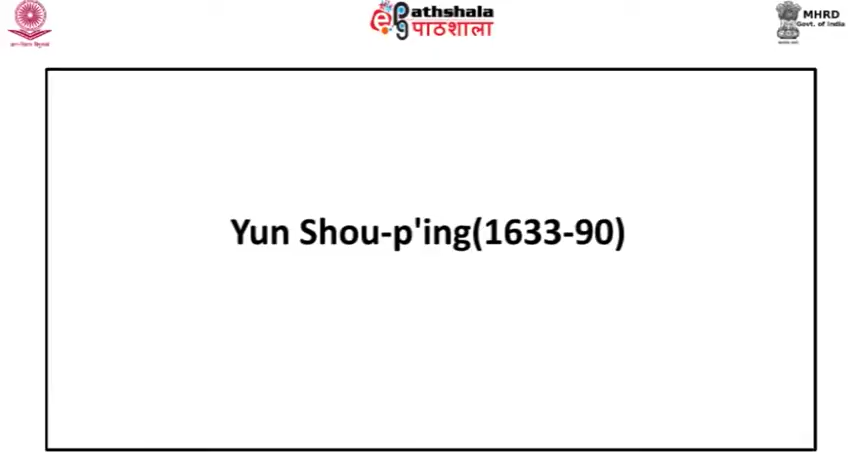 ePathshala
पाठशाला
MHRD
Govt. of India
Yun Shou-p'ing(1633-90)